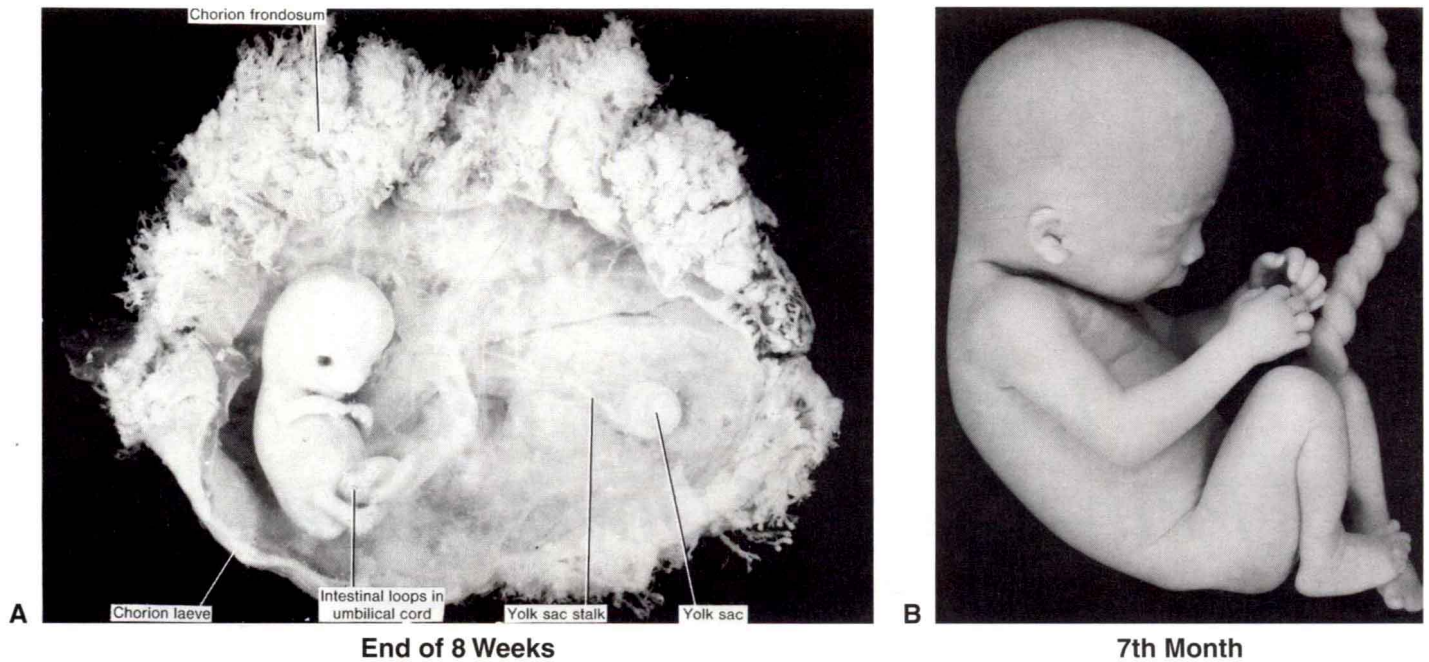 Chorion frondosum
Chorion laeve
Intestinal loops in
umbilical cord
Yolk sac stalk
Yolk sac
A
End of 8 Weeks
B
7th Month